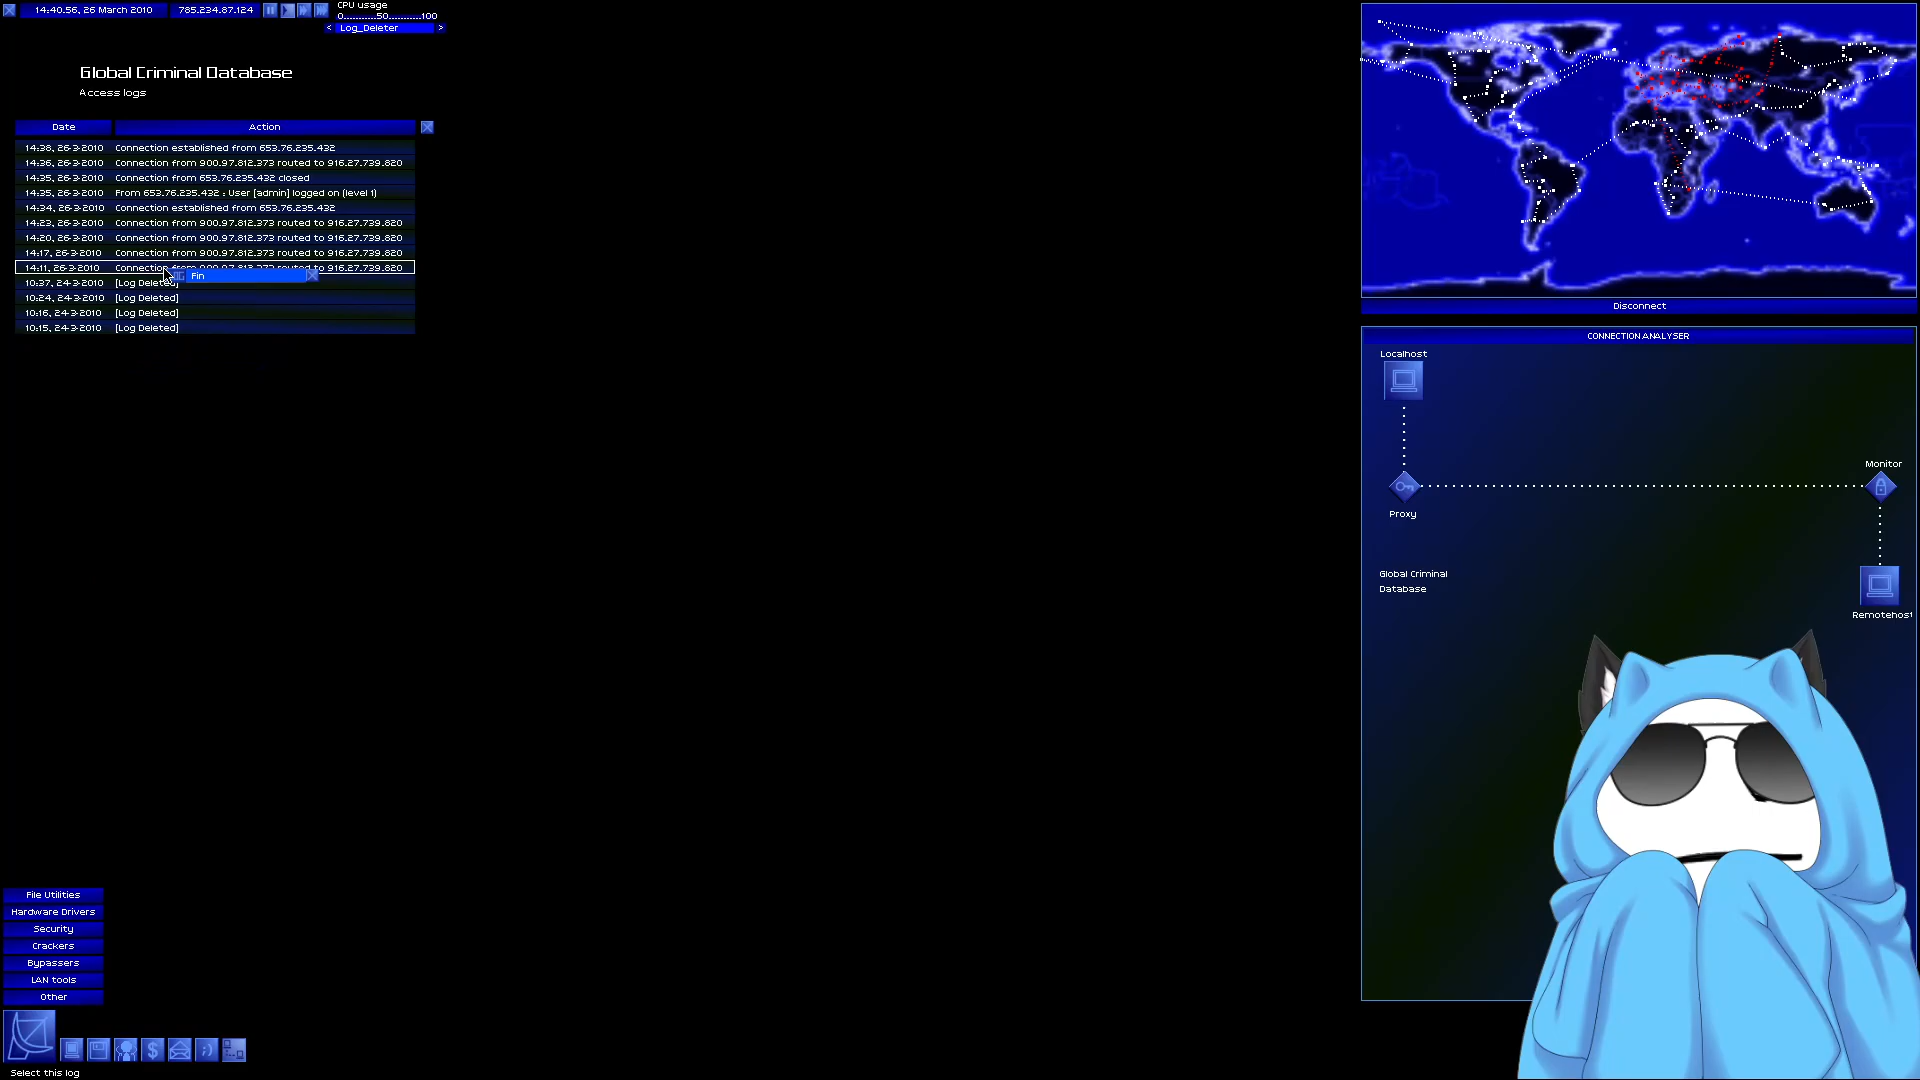 14:40.56, 26 March 2010
785.234.87.124
CPU usage
0...........50...........100
< Log_Deleter >
Global Criminal Database
Access logs
Date Action
14:38, 26-3-2010 Connection established from 653.76.235.432
14:36, 26-3-2010 Connection from 900.97.812.373 routed to 916.27.739.820
14:35, 26-3-2010 Connection from 653.76.235.432 closed
14:35, 26-3-2010 From 653.76.235.432 : User [admin] logged on (level 1)
14:34, 26-3-2010 Connection established from 653.76.235.432
14:23, 26-3-2010 Connection from 900.97.812.373 routed to 916.27.739.820
14:20, 26-3-2010 Connection from 900.97.812.373 routed to 916.27.739.820
14:17, 26-3-2010 Connection from 900.97.812.373 routed to 916.27.739.820
14:11, 26-3-2010 Connection from 900.97.812.373 routed to 916.27.739.820
Fin
10:37, 24-3-2010 [Log Deleted]
10:24, 24-3-2010 [Log Deleted]
10:16, 24-3-2010 [Log Deleted]
10:15, 24-3-2010 [Log Deleted]
Disconnect
CONNECTION ANALYSER
Localhost
Monitor
Proxy
Global Criminal
Database
Remotehost
File Utilities
Hardware Drivers
Security
Crackers
Bypassers
LAN tools
Other
$
;)
Select this log